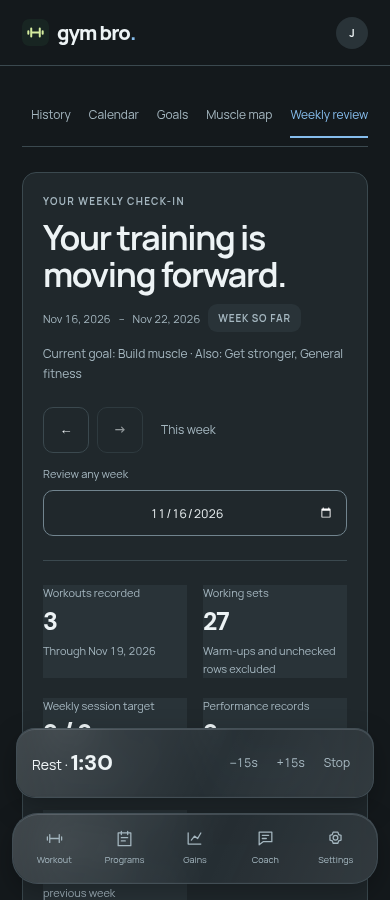 gym bro.
J
History Calendar Goals Muscle map Weekly review
YOUR WEEKLY CHECK-IN
Your training is
moving forward.
Nov 16, 2026 – Nov 22, 2026 WEEK SO FAR
Current goal: Build muscle · Also: Get stronger, General
fitness
← → This week
Review any week
11/16/2026
Workouts recorded
3
Through Nov 19, 2026
Working sets
27
Warm-ups and unchecked
rows excluded
Weekly session target
Performance records
Rest · 1:30 −15s +15s Stop
Workout Programs Gains Coach Settings
previous week